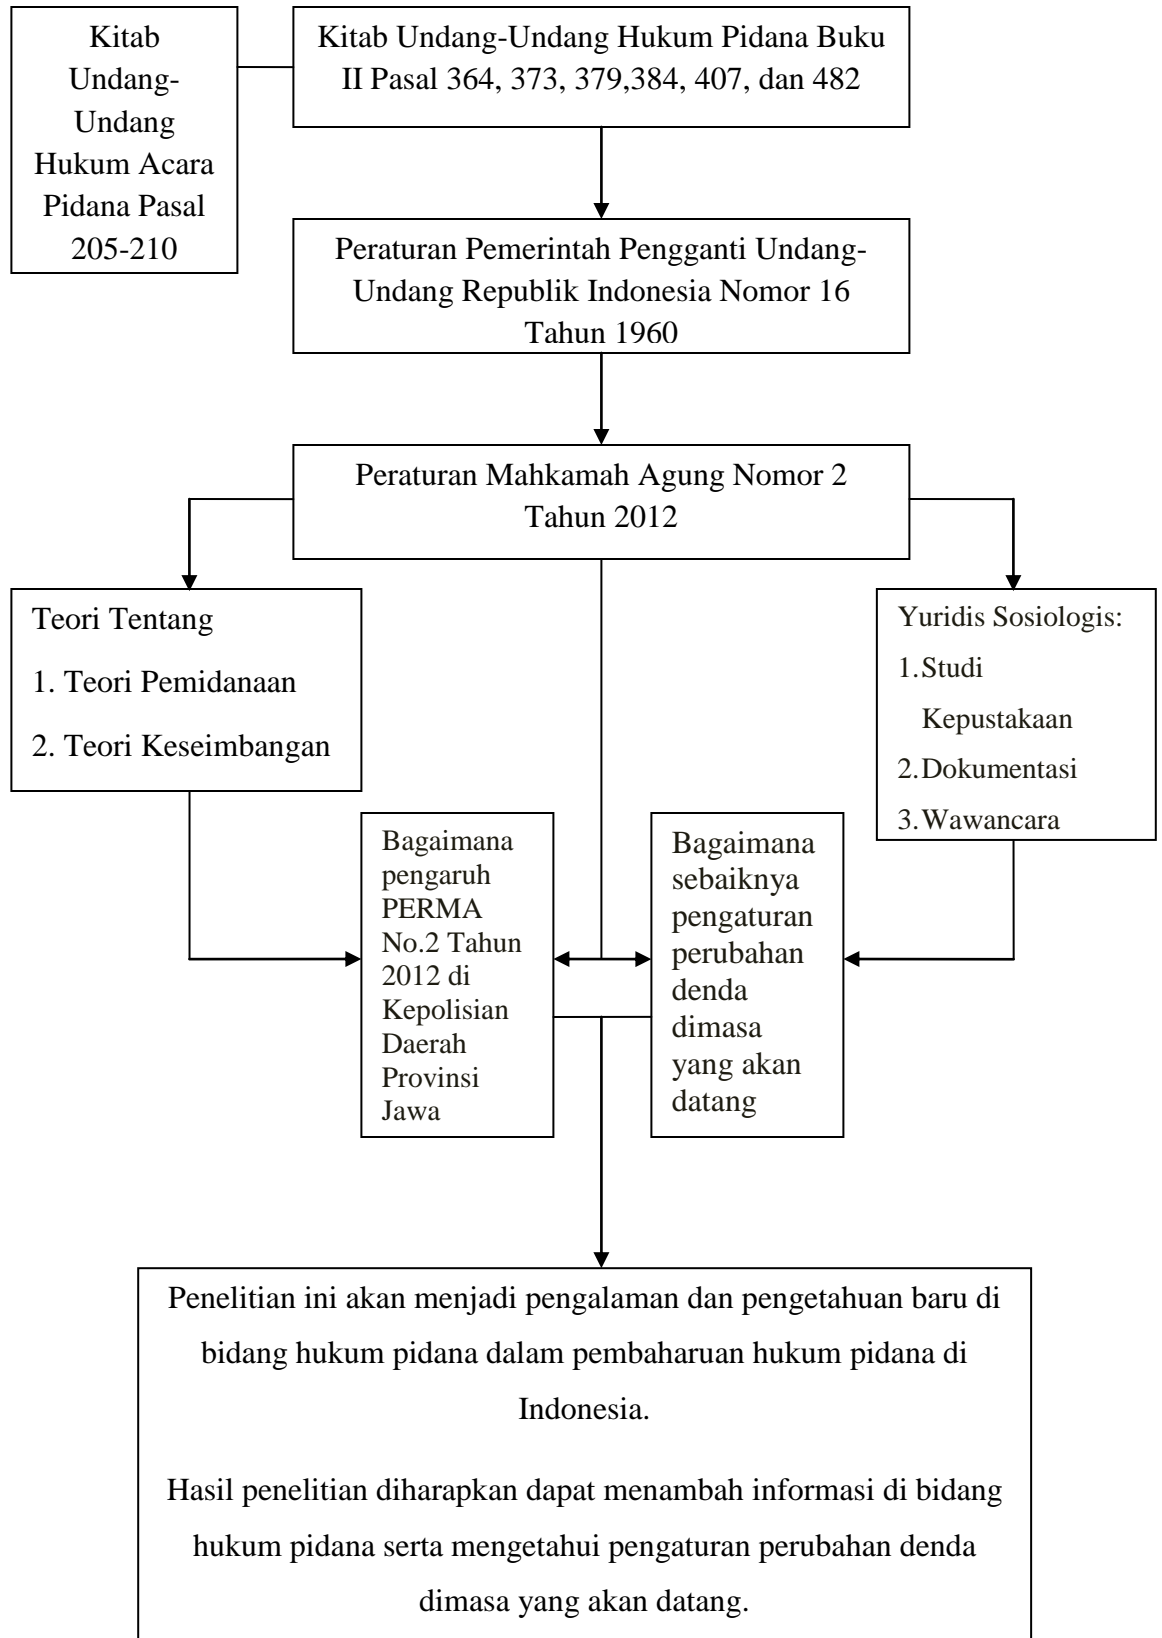 Kitab
Undang-
Undang
Hukum Acara
Pidana Pasal
205-210
Kitab Undang-Undang Hukum Pidana Buku
II Pasal 364, 373, 379,384, 407, dan 482
Peraturan Pemerintah Pengganti Undang-
Undang Republik Indonesia Nomor 16
Tahun 1960
Peraturan Mahkamah Agung Nomor 2
Tahun 2012
Teori Tentang
1. Teori Pemidanaan
2. Teori Keseimbangan
Yuridis Sosiologis:
1.Studi
Kepustakaan
2.Dokumentasi
3.Wawancara
Bagaimana
pengaruh
PERMA
No.2 Tahun
2012 di
Kepolisian
Daerah
Provinsi
Jawa
Bagaimana
sebaiknya
pengaturan
perubahan
denda
dimasa
yang akan
datang
Penelitian ini akan menjadi pengalaman dan pengetahuan baru di
bidang hukum pidana dalam pembaharuan hukum pidana di
Indonesia.
Hasil penelitian diharapkan dapat menambah informasi di bidang
hukum pidana serta mengetahui pengaturan perubahan denda
dimasa yang akan datang.